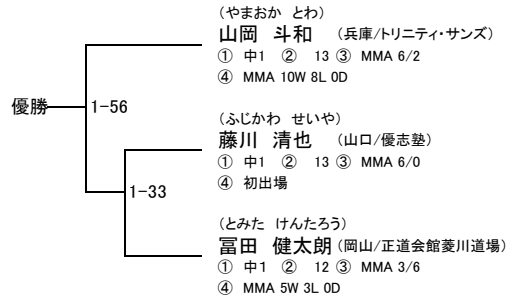 （やまおか　とわ）
山岡　斗和　（兵庫/トリニティ・サンズ）
①　中1　②　13 ③　MMA 6/2
④　MMA 10W 8L 0D
優勝
1-56
（ふじかわ　せいや）
藤川　清也　（山口/優志塾）
①　中1　②　13 ③　MMA 6/0
④　初出場
1-33
（とみた　けんたろう）
冨田　健太朗（岡山/正道会館菱川道場）
①　中1　②　12 ③　MMA 3/6
④　MMA 5W 3L 0D